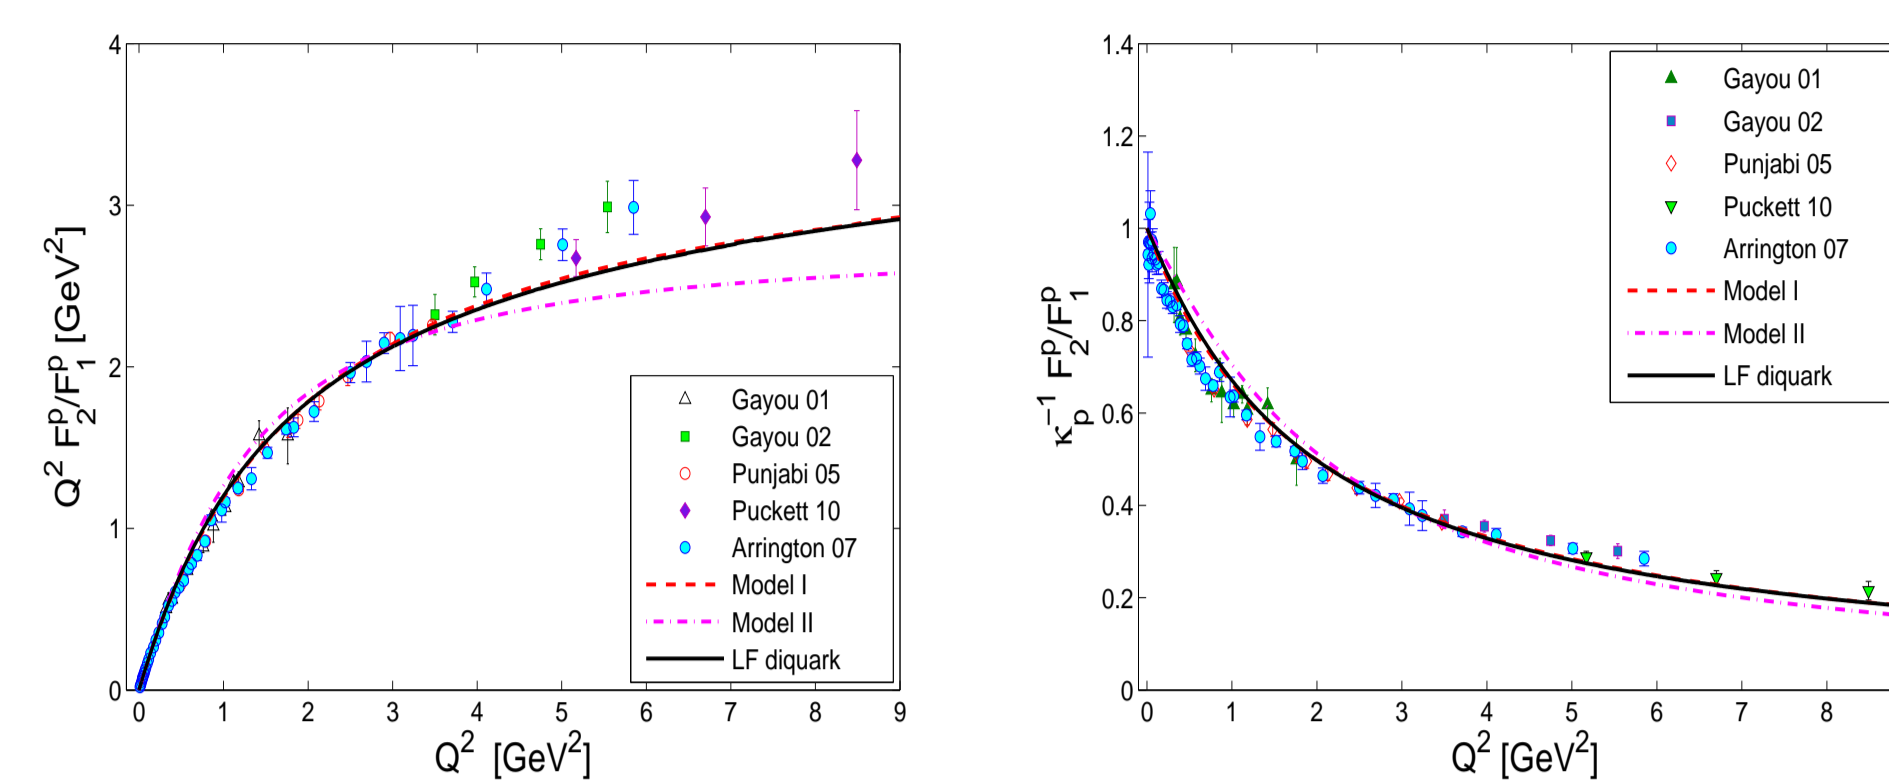 4
3
2
1
0
Q² F₂ᵖ/F₁ᵖ [GeV²]
Gayou 01
Gayou 02
Punjabi 05
Puckett 10
Arrington 07
Model I
Model II
LF diquark
0 1 2 3 4 5 6 7 8 9
Q² [GeV²]
1.4
1.2
1
0.8
0.6
0.4
0.2
0
κₚ⁻¹ F₂ᵖ/F₁ᵖ
Gayou 01
Gayou 02
Punjabi 05
Puckett 10
Arrington 07
Model I
Model II
LF diquark
0 1 2 3 4 5 6 7 8
Q² [GeV²]